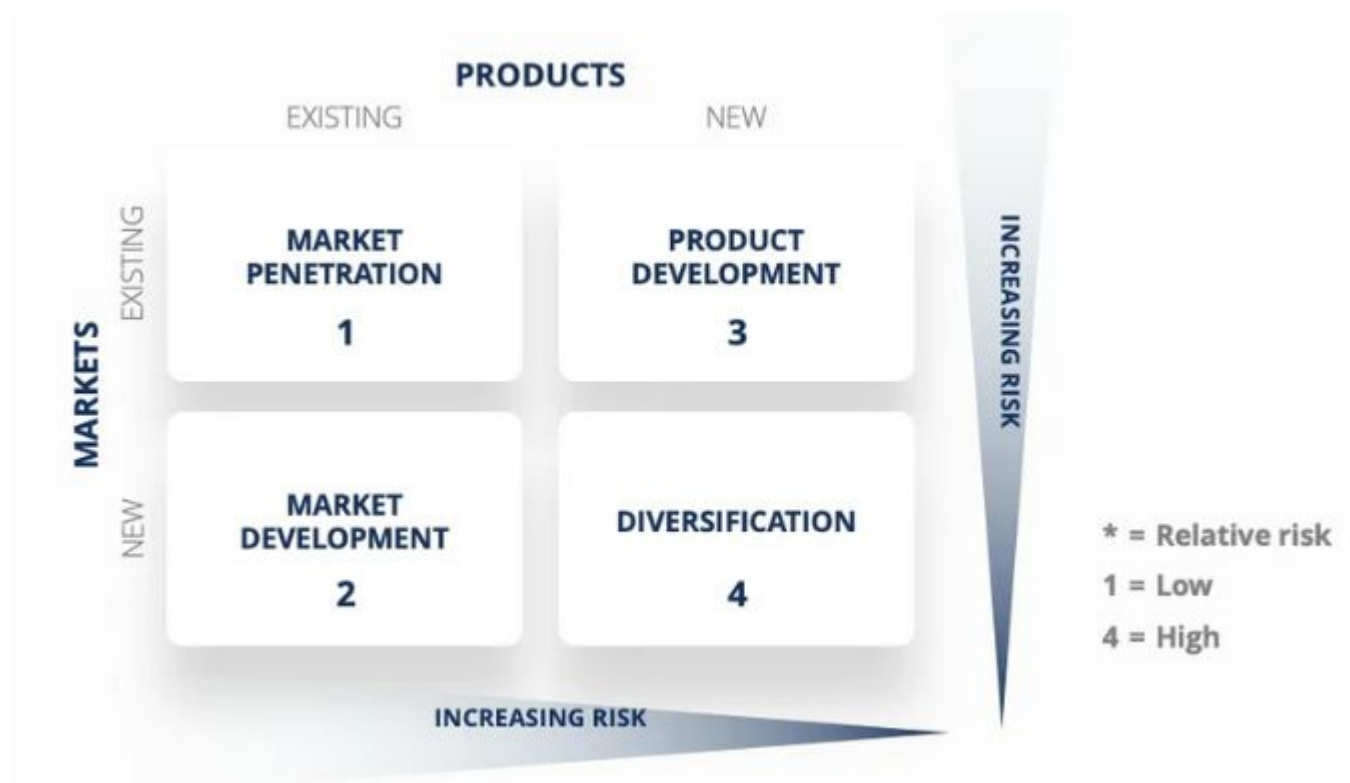 PRODUCTS
EXISTING
NEW
MARKETS
EXISTING
MARKET
PENETRATION
1
PRODUCT
DEVELOPMENT
3
NEW
MARKET
DEVELOPMENT
2
DIVERSIFICATION
4
INCREASING RISK
INCREASING RISK
* = Relative risk
1 = Low
4 = High